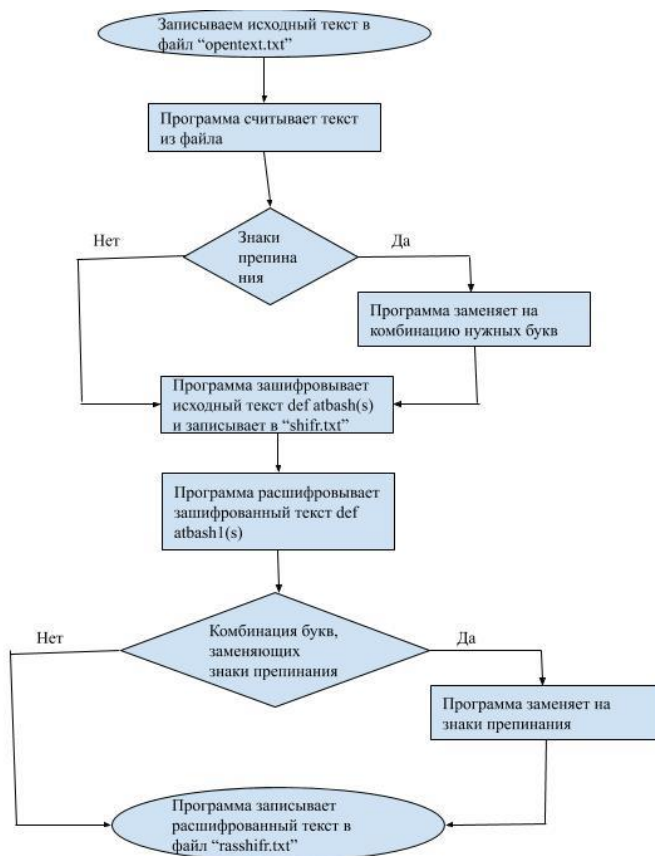 Записываем исходный текст в
файл “opentext.txt”
Программа считывает текст
из файла
Нет
Знаки
препина
ния
Да
Программа заменяет на
комбинацию нужных букв
Программа зашифровывает
исходный текст def atbash(s)
и записывает в “shifr.txt”
Программа расшифровывает
зашифрованный текст def
atbash1(s)
Нет
Комбинация букв,
заменяющих
знаки препинания
Да
Программа заменяет на
знаки препинания
Программа записывает
расшифрованный текст в
файл “rasshifr.txt”